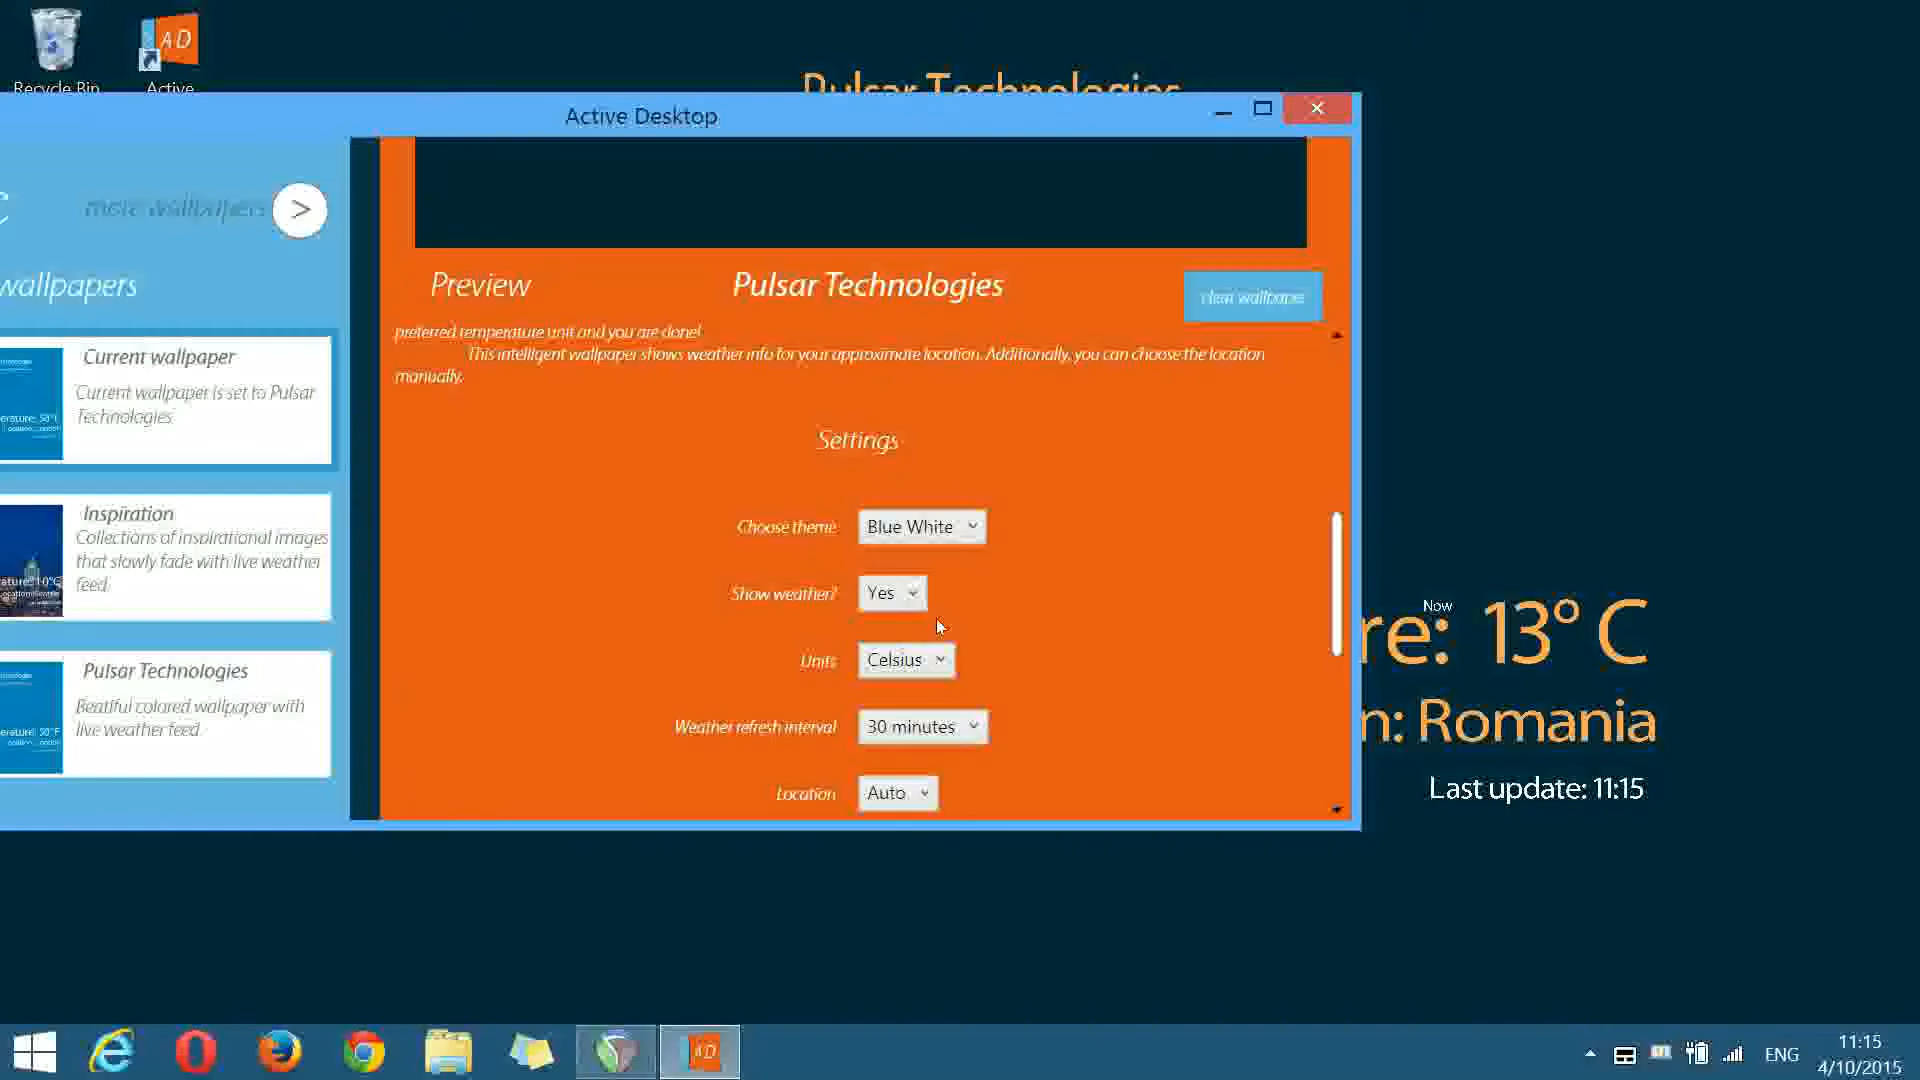 Recycle Bin
AD
Active
Pulsar Technologies
Active Desktop
more wallpapers
>
wallpapers
Preview
Pulsar Technologies
clear wallpaper
preferred temperature unit and you are done!
This intelligent wallpaper shows weather info for your approximate location. Additionally, you can choose the location
manually.
Current wallpaper
Current wallpaper is set to Pulsar
Technologies
Settings
Inspiration
Collections of inspirational images
that slowly fade with live weather
feed.
Choose theme
Blue White
Show weather?
Yes
Units
Celsius
Weather refresh interval
30 minutes
Location
Auto
Pulsar Technologies
Beatiful colored wallpaper with
live weather feed.
Now
re: 13° C
n: Romania
Last update: 11:15
AD
ENG
11:15
4/10/2015